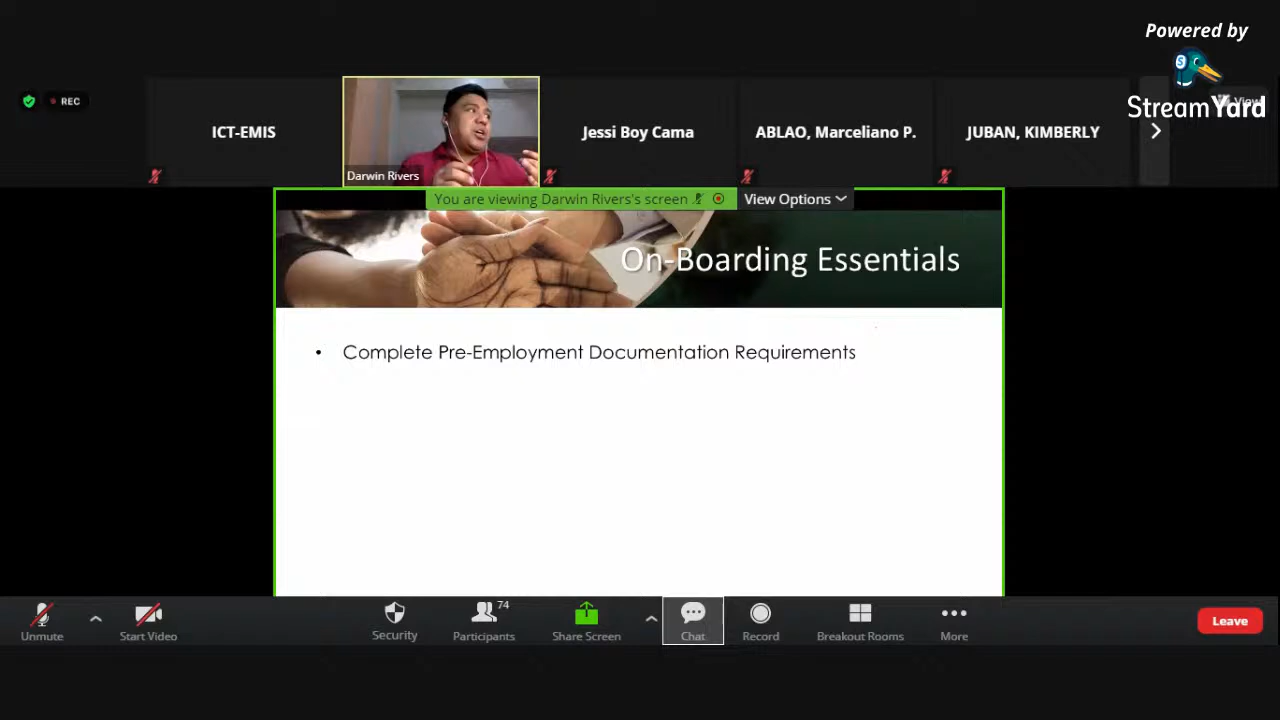 Powered by
StreamYard
REC
View
ICT-EMIS
Darwin Rivers
Jessi Boy Cama
ABLAO, Marceliano P.
JUBAN, KIMBERLY
You are viewing Darwin Rivers's screen
View Options
On-Boarding Essentials
• Complete Pre-Employment Documentation Requirements
Unmute
Start Video
Security
Participants
74
Share Screen
Chat
Record
Breakout Rooms
More
Leave